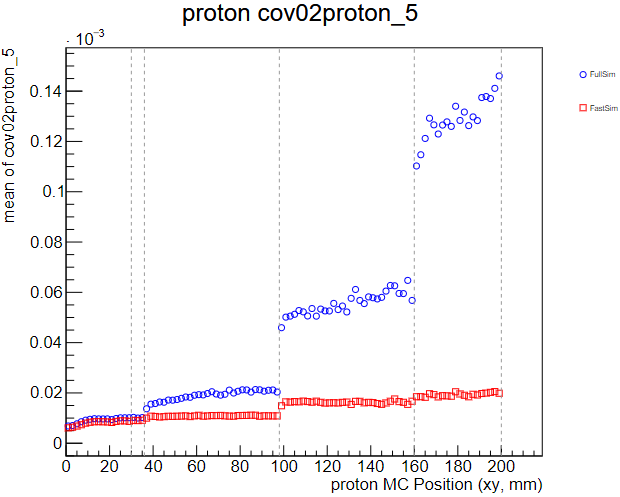 proton cov02proton_5
· 10⁻³
mean of cov02proton_5
0.14
0.12
0.1
0.08
0.06
0.04
0.02
0
0 20 40 60 80 100 120 140 160 180 200
proton MC Position (xy, mm)
FullSim
FastSim